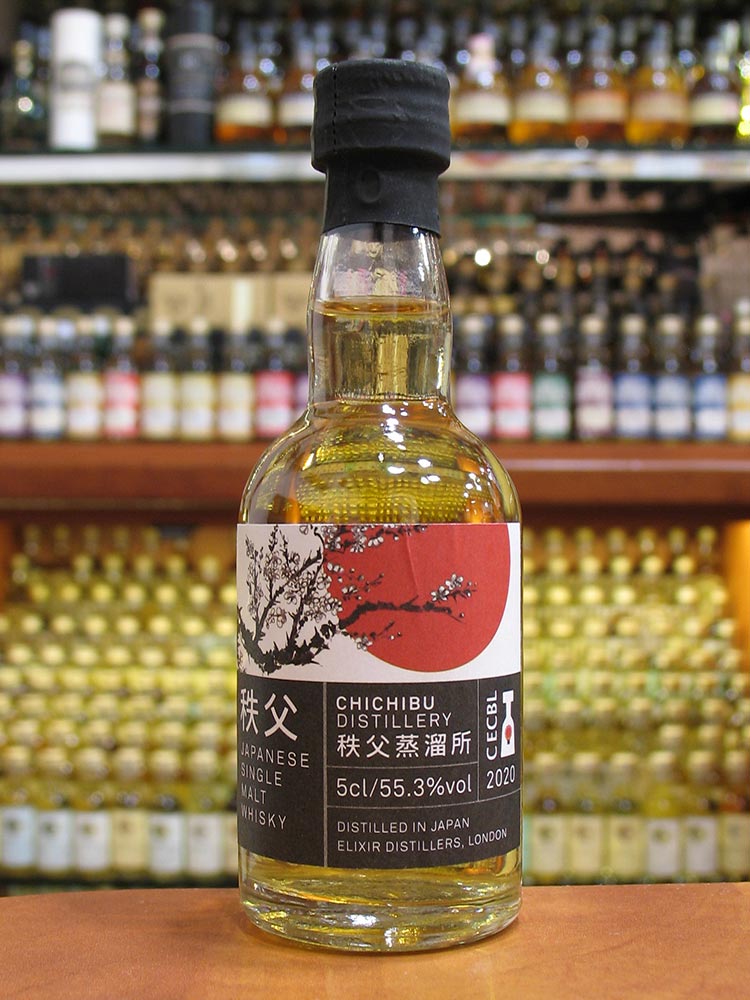 秩父
JAPANESE
SINGLE
MALT
WHISKY
CHICHIBU
DISTILLERY
秩父蒸溜所
5cl/55.3%vol
CECBL
2020
DISTILLED IN JAPAN
ELIXIR DISTILLERS, LONDON